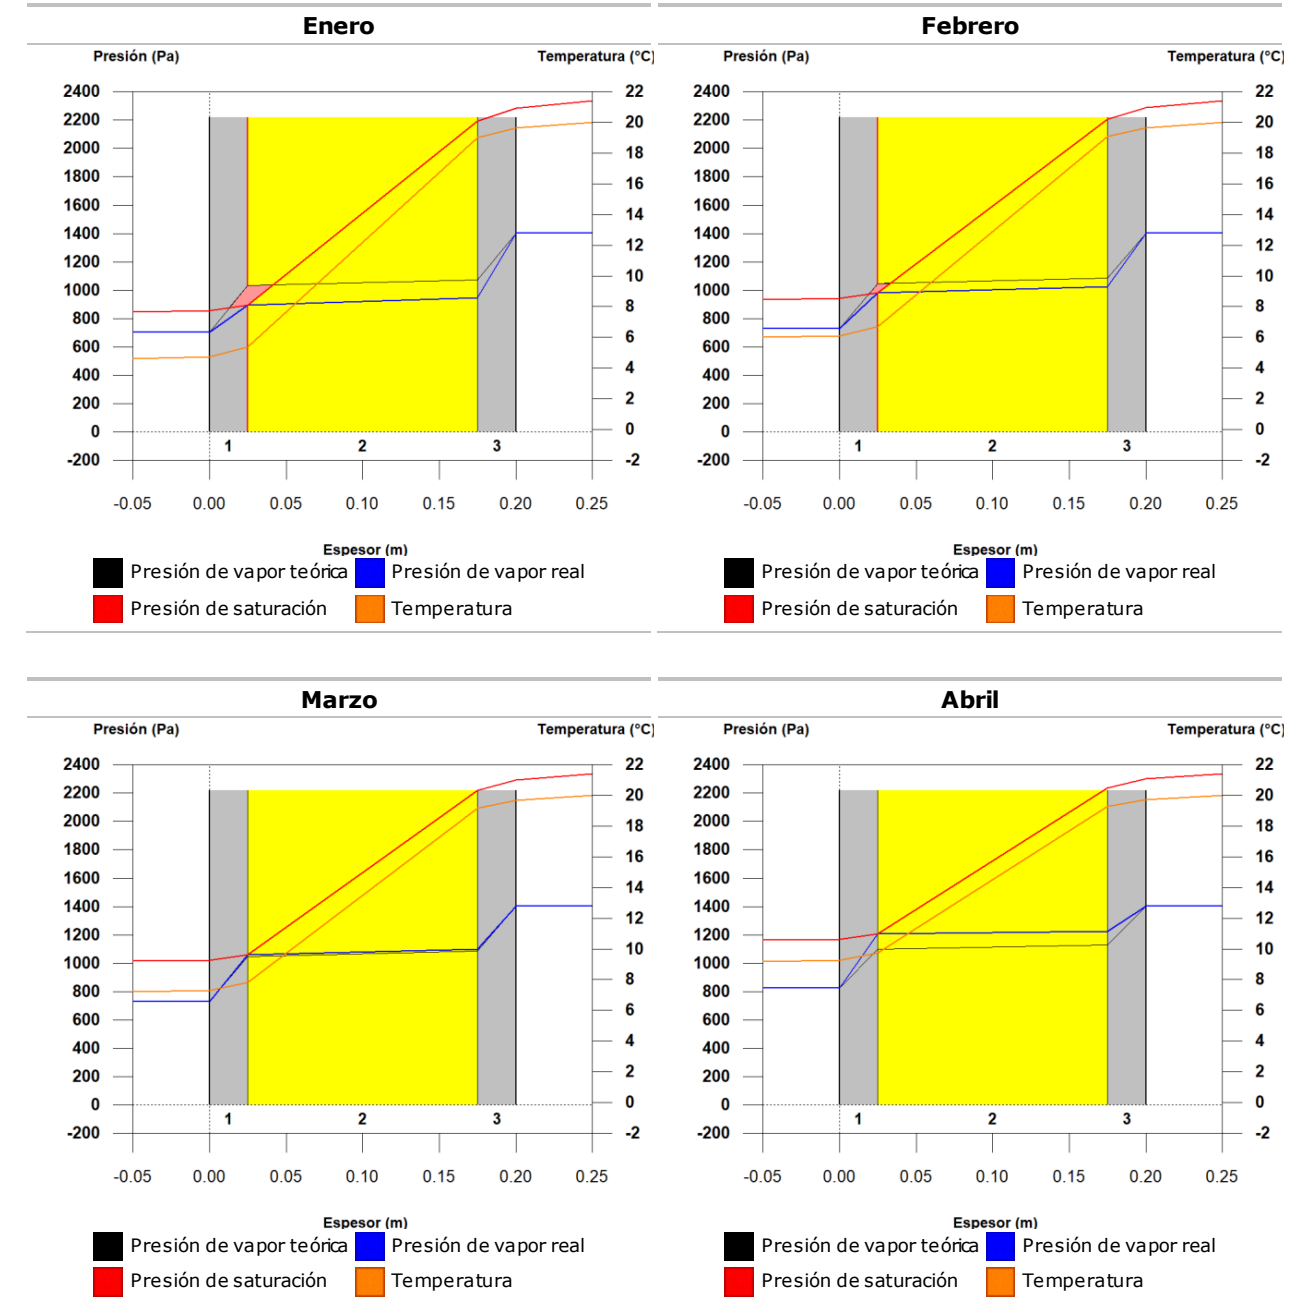 Enero
Febrero
Presión (Pa) Temperatura (°C)
Presión (Pa) Temperatura (°C)
2400 22 2400 22
2200 20 2200 20
2000 18 2000 18
1800 16 1800 16
1600 14 1600 14
1400 12 1400 12
1200 10 1200 10
1000 8 1000 8
800 6 800 6
600 4 600 4
400 2 400 2
200 0 200 0
0 0
1 2 3 1 2 3
-200 -2 -200 -2
-0.05 0.00 0.05 0.10 0.15 0.20 0.25
-0.05 0.00 0.05 0.10 0.15 0.20 0.25
Espesor (m)
Espesor (m)
Presión de vapor teórica Presión de vapor real
Presión de vapor teórica Presión de vapor real
Presión de saturación Temperatura
Presión de saturación Temperatura
Marzo
Abril
Presión (Pa) Temperatura (°C)
Presión (Pa) Temperatura (°C)
2400 22 2400 22
2200 20 2200 20
2000 18 2000 18
1800 16 1800 16
1600 14 1600 14
1400 12 1400 12
1200 10 1200 10
1000 8 1000 8
800 6 800 6
600 4 600 4
400 2 400 2
200 0 200 0
0 0
1 2 3 1 2 3
-200 -2 -200 -2
-0.05 0.00 0.05 0.10 0.15 0.20 0.25
-0.05 0.00 0.05 0.10 0.15 0.20 0.25
Espesor (m)
Espesor (m)
Presión de vapor teórica Presión de vapor real
Presión de vapor teórica Presión de vapor real
Presión de saturación Temperatura
Presión de saturación Temperatura